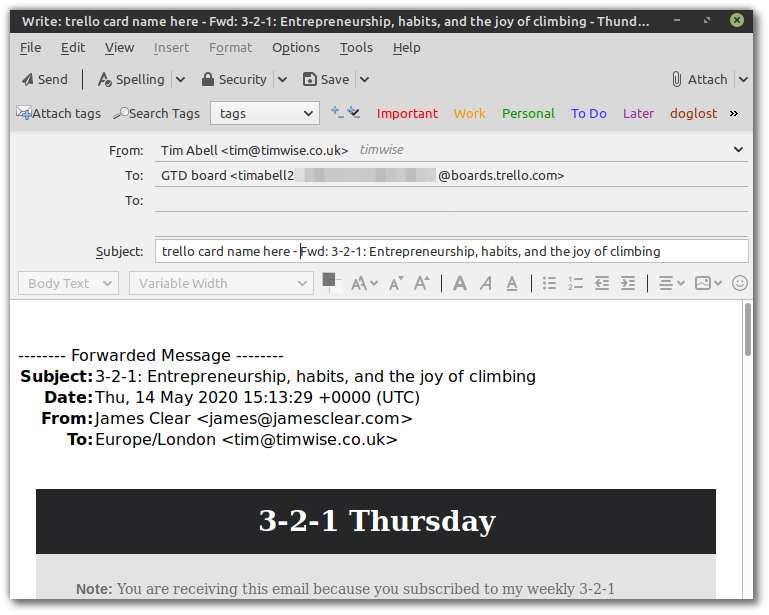 Write: trello card name here - Fwd: 3-2-1: Entrepreneurship, habits, and the joy of climbing - Thund...
File Edit View Insert Format Options Tools Help
Send Spelling Security Save Attach
Attach tags Search Tags tags Important Work Personal To Do Later doglost »
From: Tim Abell <tim@timwise.co.uk> timwise
To: GTD board <timabell2 @boards.trello.com>
To:
Subject: trello card name here - Fwd: 3-2-1: Entrepreneurship, habits, and the joy of climbing
Body Text Variable Width
-------- Forwarded Message --------
Subject: 3-2-1: Entrepreneurship, habits, and the joy of climbing
Date: Thu, 14 May 2020 15:13:29 +0000 (UTC)
From: James Clear <james@jamesclear.com>
To: Europe/London <tim@timwise.co.uk>
3-2-1 Thursday
Note: You are receiving this email because you subscribed to my weekly 3-2-1